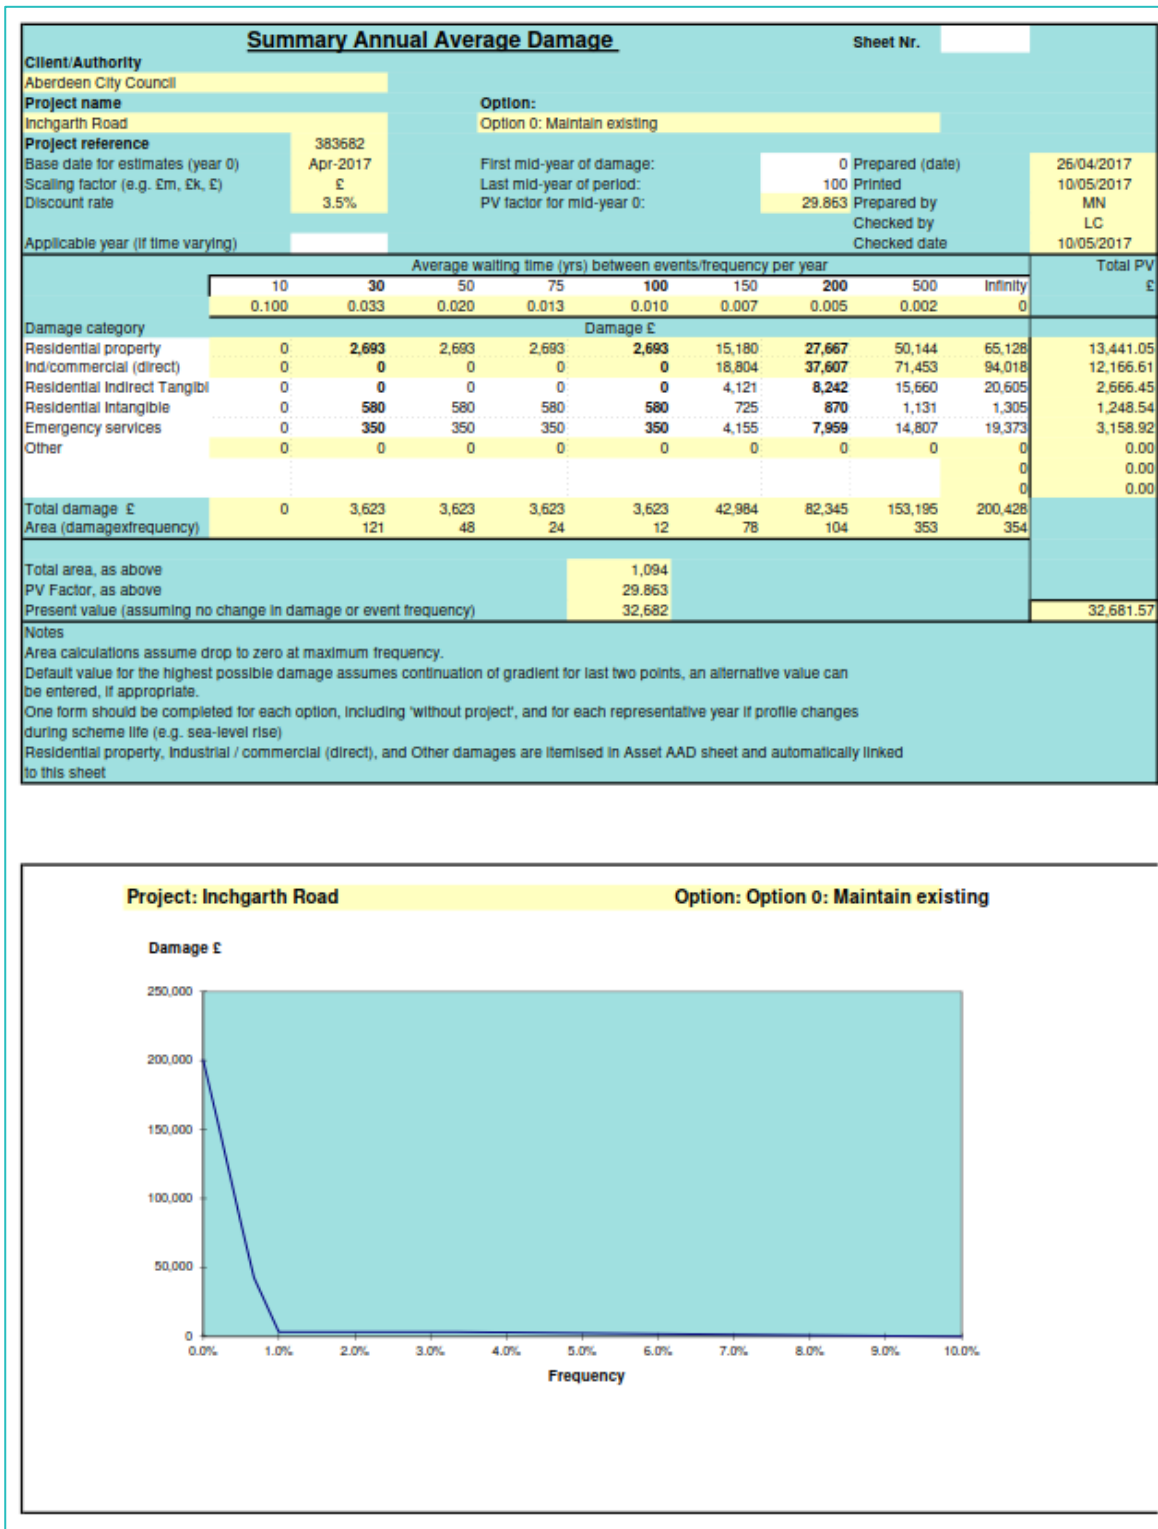 Summary Annual Average Damage Sheet Nr.
Client/Authority
Aberdeen City Council
Project name Option:
Inchgarth Road Option 0: Maintain existing
Project reference 383682
Base date for estimates (year 0) Apr-2017 First mid-year of damage: 0 Prepared (date) 26/04/2017
Scaling factor (e.g. £m, £k, £) £ Last mid-year of period: 100 Printed 10/05/2017
Discount rate 3.5% PV factor for mid-year 0: 29.863 Prepared by MN
Checked by LC
Applicable year (if time varying) Checked date 10/05/2017
Average waiting time (yrs) between events/frequency per year Total PV
10 30 50 75 100 150 200 500 Infinity £
0.100 0.033 0.020 0.013 0.010 0.007 0.005 0.002 0
Damage category Damage £
Residential property 0 2,693 2,693 2,693 2,693 15,180 27,667 50,144 65,128 13,441.05
Ind/commercial (direct) 0 0 0 0 0 18,804 37,607 71,453 94,018 12,166.61
Residential Indirect Tangibl 0 0 0 0 0 4,121 8,242 15,660 20,605 2,666.45
Residential Intangible 0 580 580 580 580 725 870 1,131 1,305 1,248.54
Emergency services 0 350 350 350 350 4,155 7,959 14,807 19,373 3,158.92
Other 0 0 0 0 0 0 0 0 0 0.00
0 0.00
0 0.00
Total damage £ 0 3,623 3,623 3,623 3,623 42,984 82,345 153,195 200,428
Area (damagexfrequency) 121 48 24 12 78 104 353 354
Total area, as above 1,094
PV Factor, as above 29.863
Present value (assuming no change in damage or event frequency) 32,682 32,681.57
Notes
Area calculations assume drop to zero at maximum frequency.
Default value for the highest possible damage assumes continuation of gradient for last two points, an alternative value can
be entered, if appropriate.
One form should be completed for each option, including 'without project', and for each representative year if profile changes
during scheme life (e.g. sea-level rise)
Residential property, Industrial / commercial (direct), and Other damages are itemised in Asset AAD sheet and automatically linked
to this sheet
Project: Inchgarth Road Option: Option 0: Maintain existing
Damage £
250,000
200,000
150,000
100,000
50,000
0
0.0% 1.0% 2.0% 3.0% 4.0% 5.0% 6.0% 7.0% 8.0% 9.0% 10.0%
Frequency